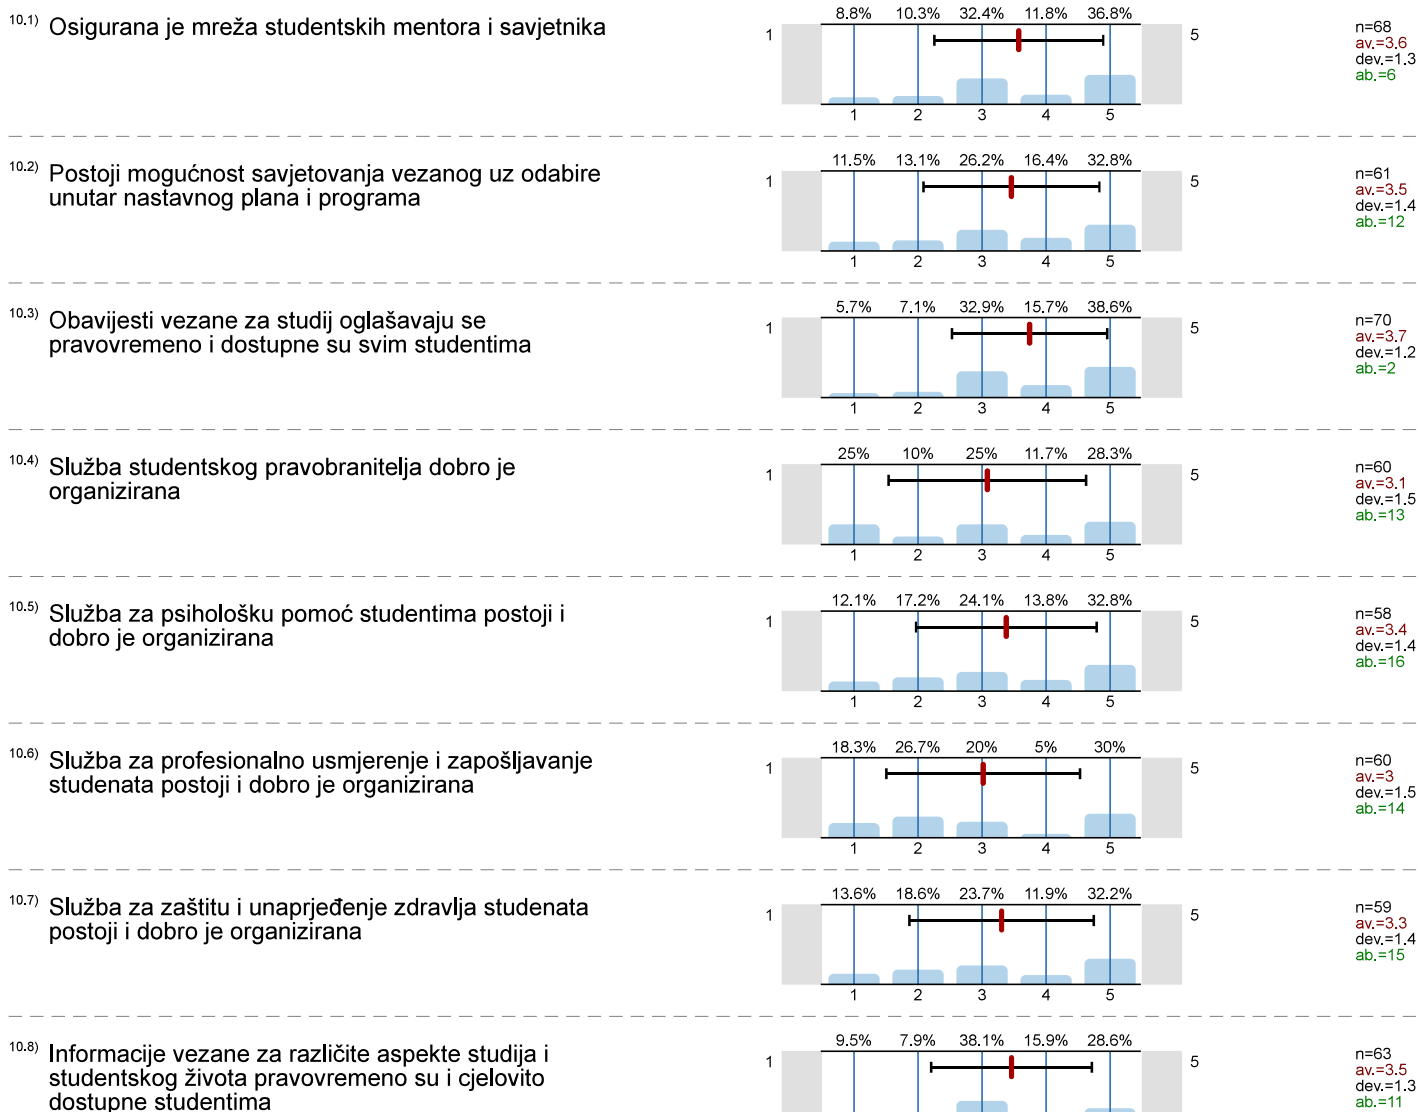 10.1) Osigurana je mreža studentskih mentora i savjetnika
8.8% 10.3% 32.4% 11.8% 36.8%
1 5
1 2 3 4 5
n=68
av.=3.6
dev.=1.3
ab.=6
10.2) Postoji mogućnost savjetovanja vezanog uz odabire
unutar nastavnog plana i programa
11.5% 13.1% 26.2% 16.4% 32.8%
1 5
1 2 3 4 5
n=61
av.=3.5
dev.=1.4
ab.=12
10.3) Obavijesti vezane za studij oglašavaju se
pravovremeno i dostupne su svim studentima
5.7% 7.1% 32.9% 15.7% 38.6%
1 5
1 2 3 4 5
n=70
av.=3.7
dev.=1.2
ab.=2
10.4) Služba studentskog pravobranitelja dobro je
organizirana
25% 10% 25% 11.7% 28.3%
1 5
1 2 3 4 5
n=60
av.=3.1
dev.=1.5
ab.=13
10.5) Služba za psihološku pomoć studentima postoji i
dobro je organizirana
12.1% 17.2% 24.1% 13.8% 32.8%
1 5
1 2 3 4 5
n=58
av.=3.4
dev.=1.4
ab.=16
10.6) Služba za profesionalno usmjerenje i zapošljavanje
studenata postoji i dobro je organizirana
18.3% 26.7% 20% 5% 30%
1 5
1 2 3 4 5
n=60
av.=3
dev.=1.5
ab.=14
10.7) Služba za zaštitu i unaprjeđenje zdravlja studenata
postoji i dobro je organizirana
13.6% 18.6% 23.7% 11.9% 32.2%
1 5
1 2 3 4 5
n=59
av.=3.3
dev.=1.4
ab.=15
10.8) Informacije vezane za različite aspekte studija i
studentskog života pravovremeno su i cjelovito
dostupne studentima
9.5% 7.9% 38.1% 15.9% 28.6%
1 5
n=63
av.=3.5
dev.=1.3
ab.=11